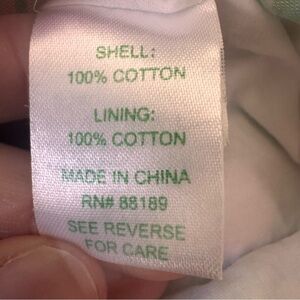 SHELL:
100% COTTON
LINING:
100% COTTON
MADE IN CHINA
RN# 88189
SEE REVERSE
FOR CARE